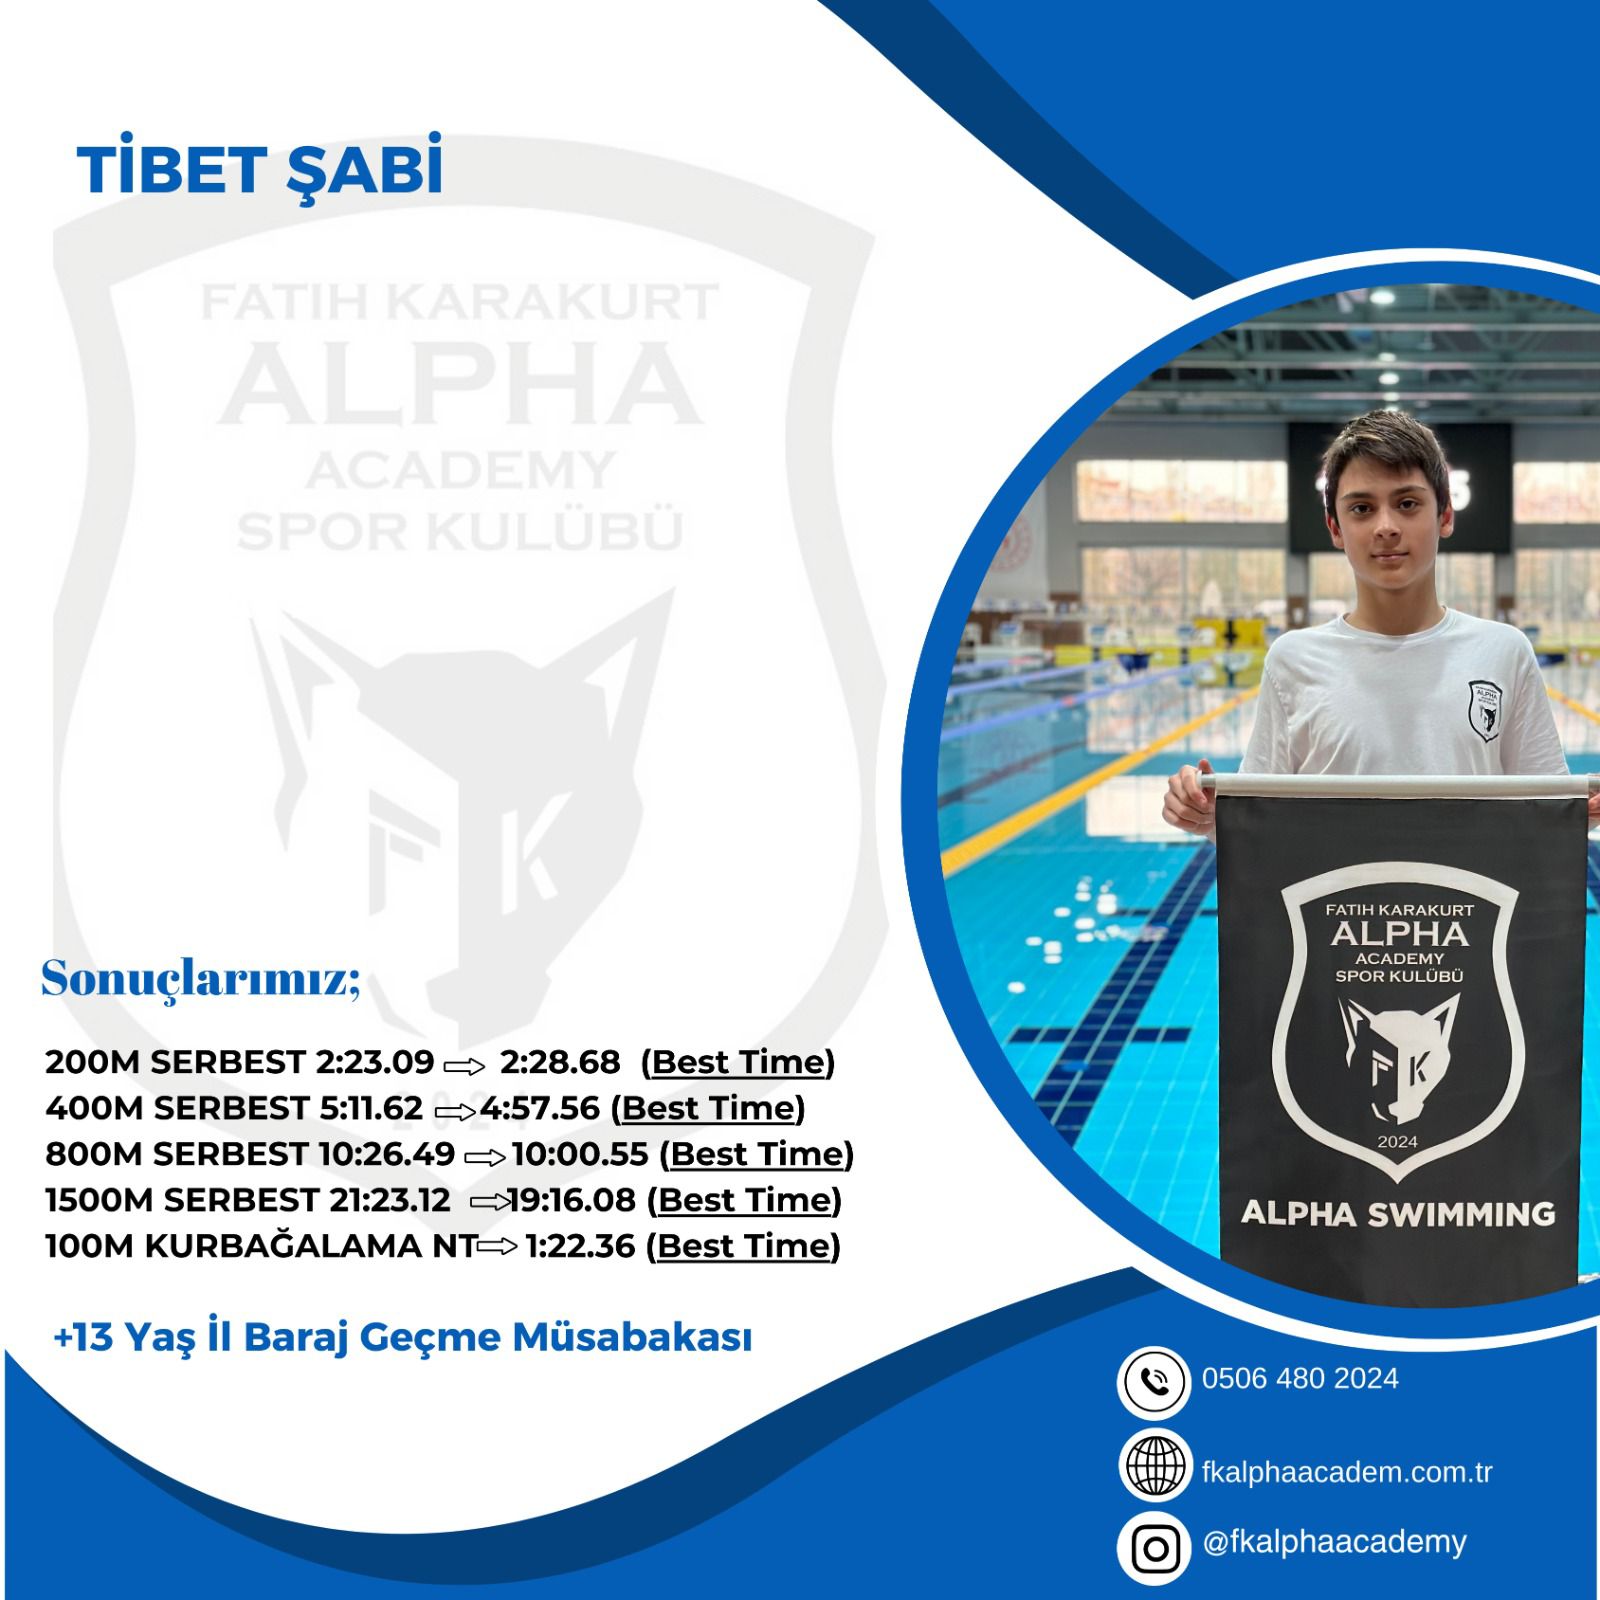 TİBET ŞABİ
FATIH KARAKURT
ALPHA
ACADEMY
SPOR KULÜBÜ
FK
2024
Sonuçlarımız;
200M SERBEST 2:23.09 ⇨ 2:28.68 (Best Time)
400M SERBEST 5:11.62 ⇨ 4:57.56 (Best Time)
800M SERBEST 10:26.49 ⇨ 10:00.55 (Best Time)
1500M SERBEST 21:23.12 ⇨ 19:16.08 (Best Time)
100M KURBAĞALAMA NT ⇨ 1:22.36 (Best Time)
+13 Yaş İl Baraj Geçme Müsabakası
ALPHA
FATIH KARAKURT
ALPHA
ACADEMY
SPOR KULÜBÜ
FK
2024
ALPHA SWIMMING
0506 480 2024
fkalphaacadem.com.tr
@fkalphaacademy